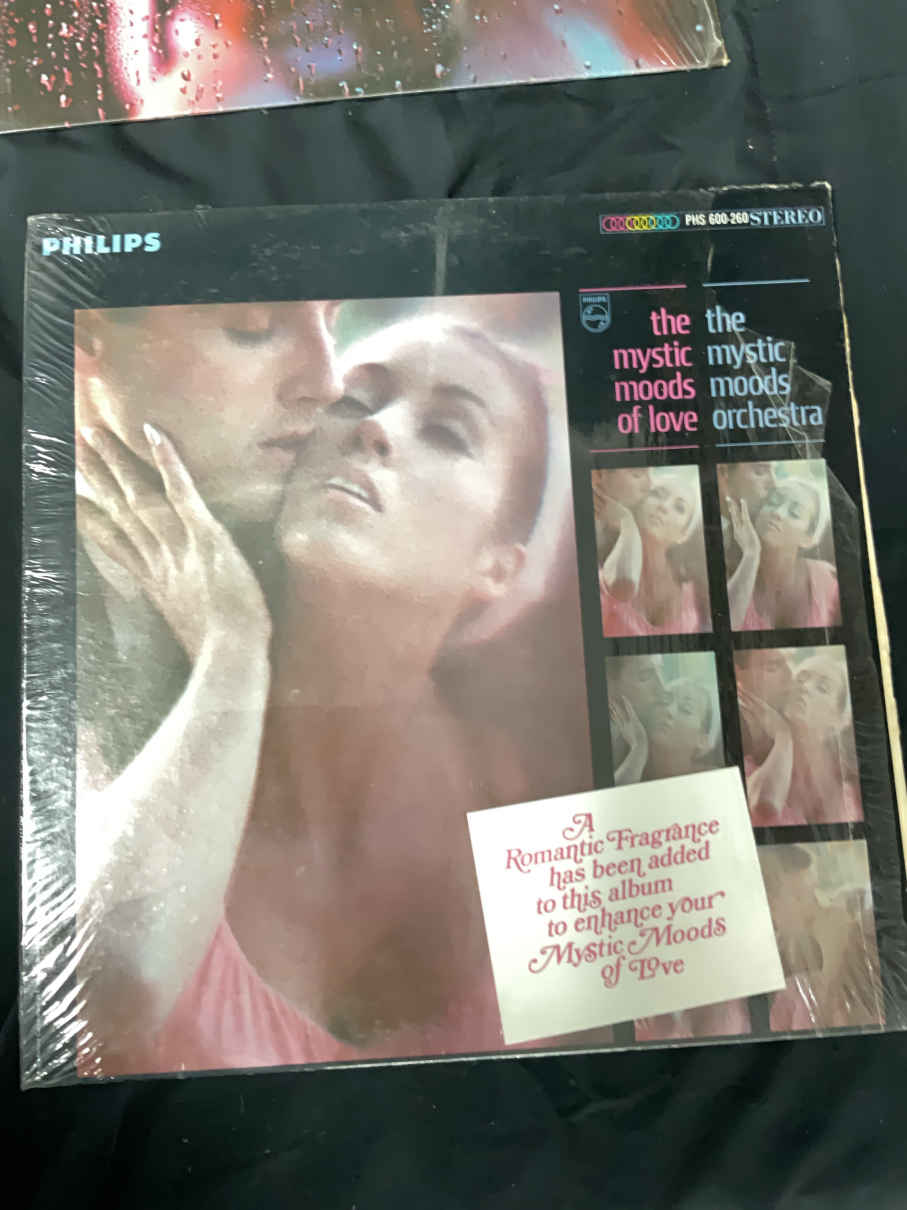 PHILIPS
PHS 600-260 STEREO
PHILIPS
the
mystic
moods
of love
the
mystic
moods
orchestra
A
Romantic Fragrance
has been added
to this album
to enhance your
Mystic Moods
of Love